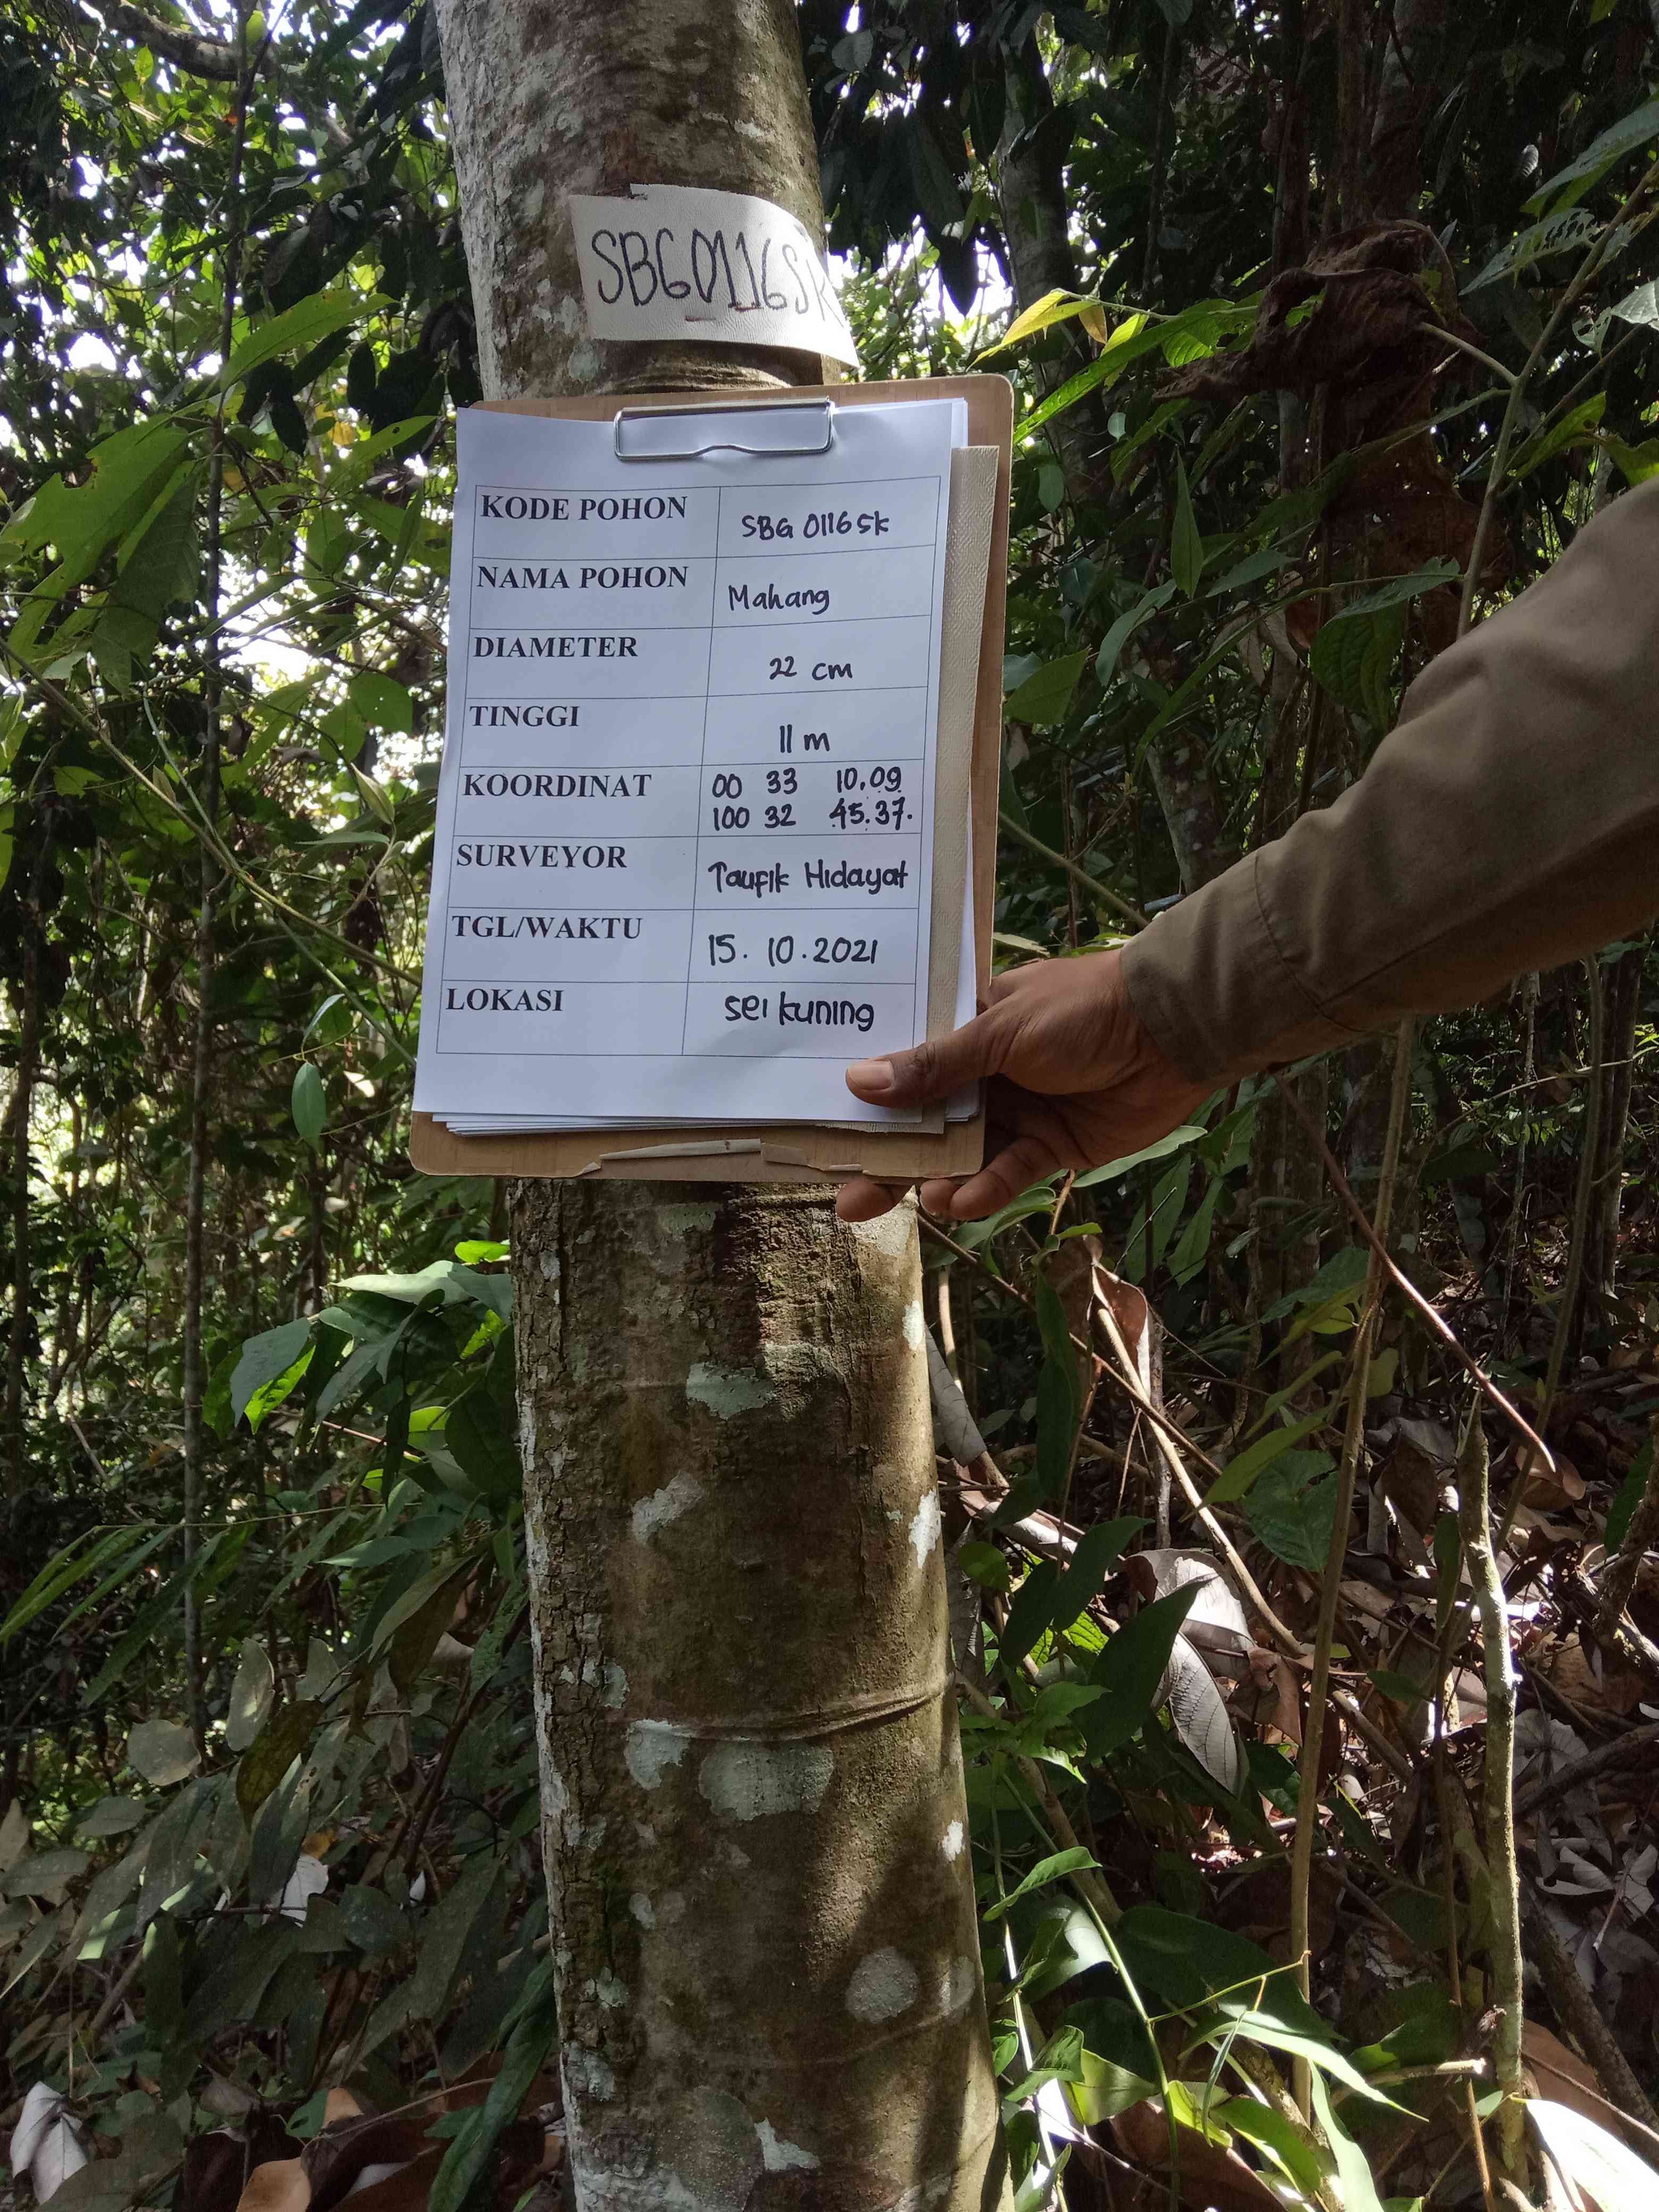 SBG0116SK
KODE POHON SBG 0116 SK
NAMA POHON Mahang
DIAMETER 22 cm
TINGGI 11 m
KOORDINAT 00 33 10.09
100 32 45.37.
SURVEYOR Taufik Hidayat
TGL/WAKTU 15.10.2021
LOKASI sei kuning